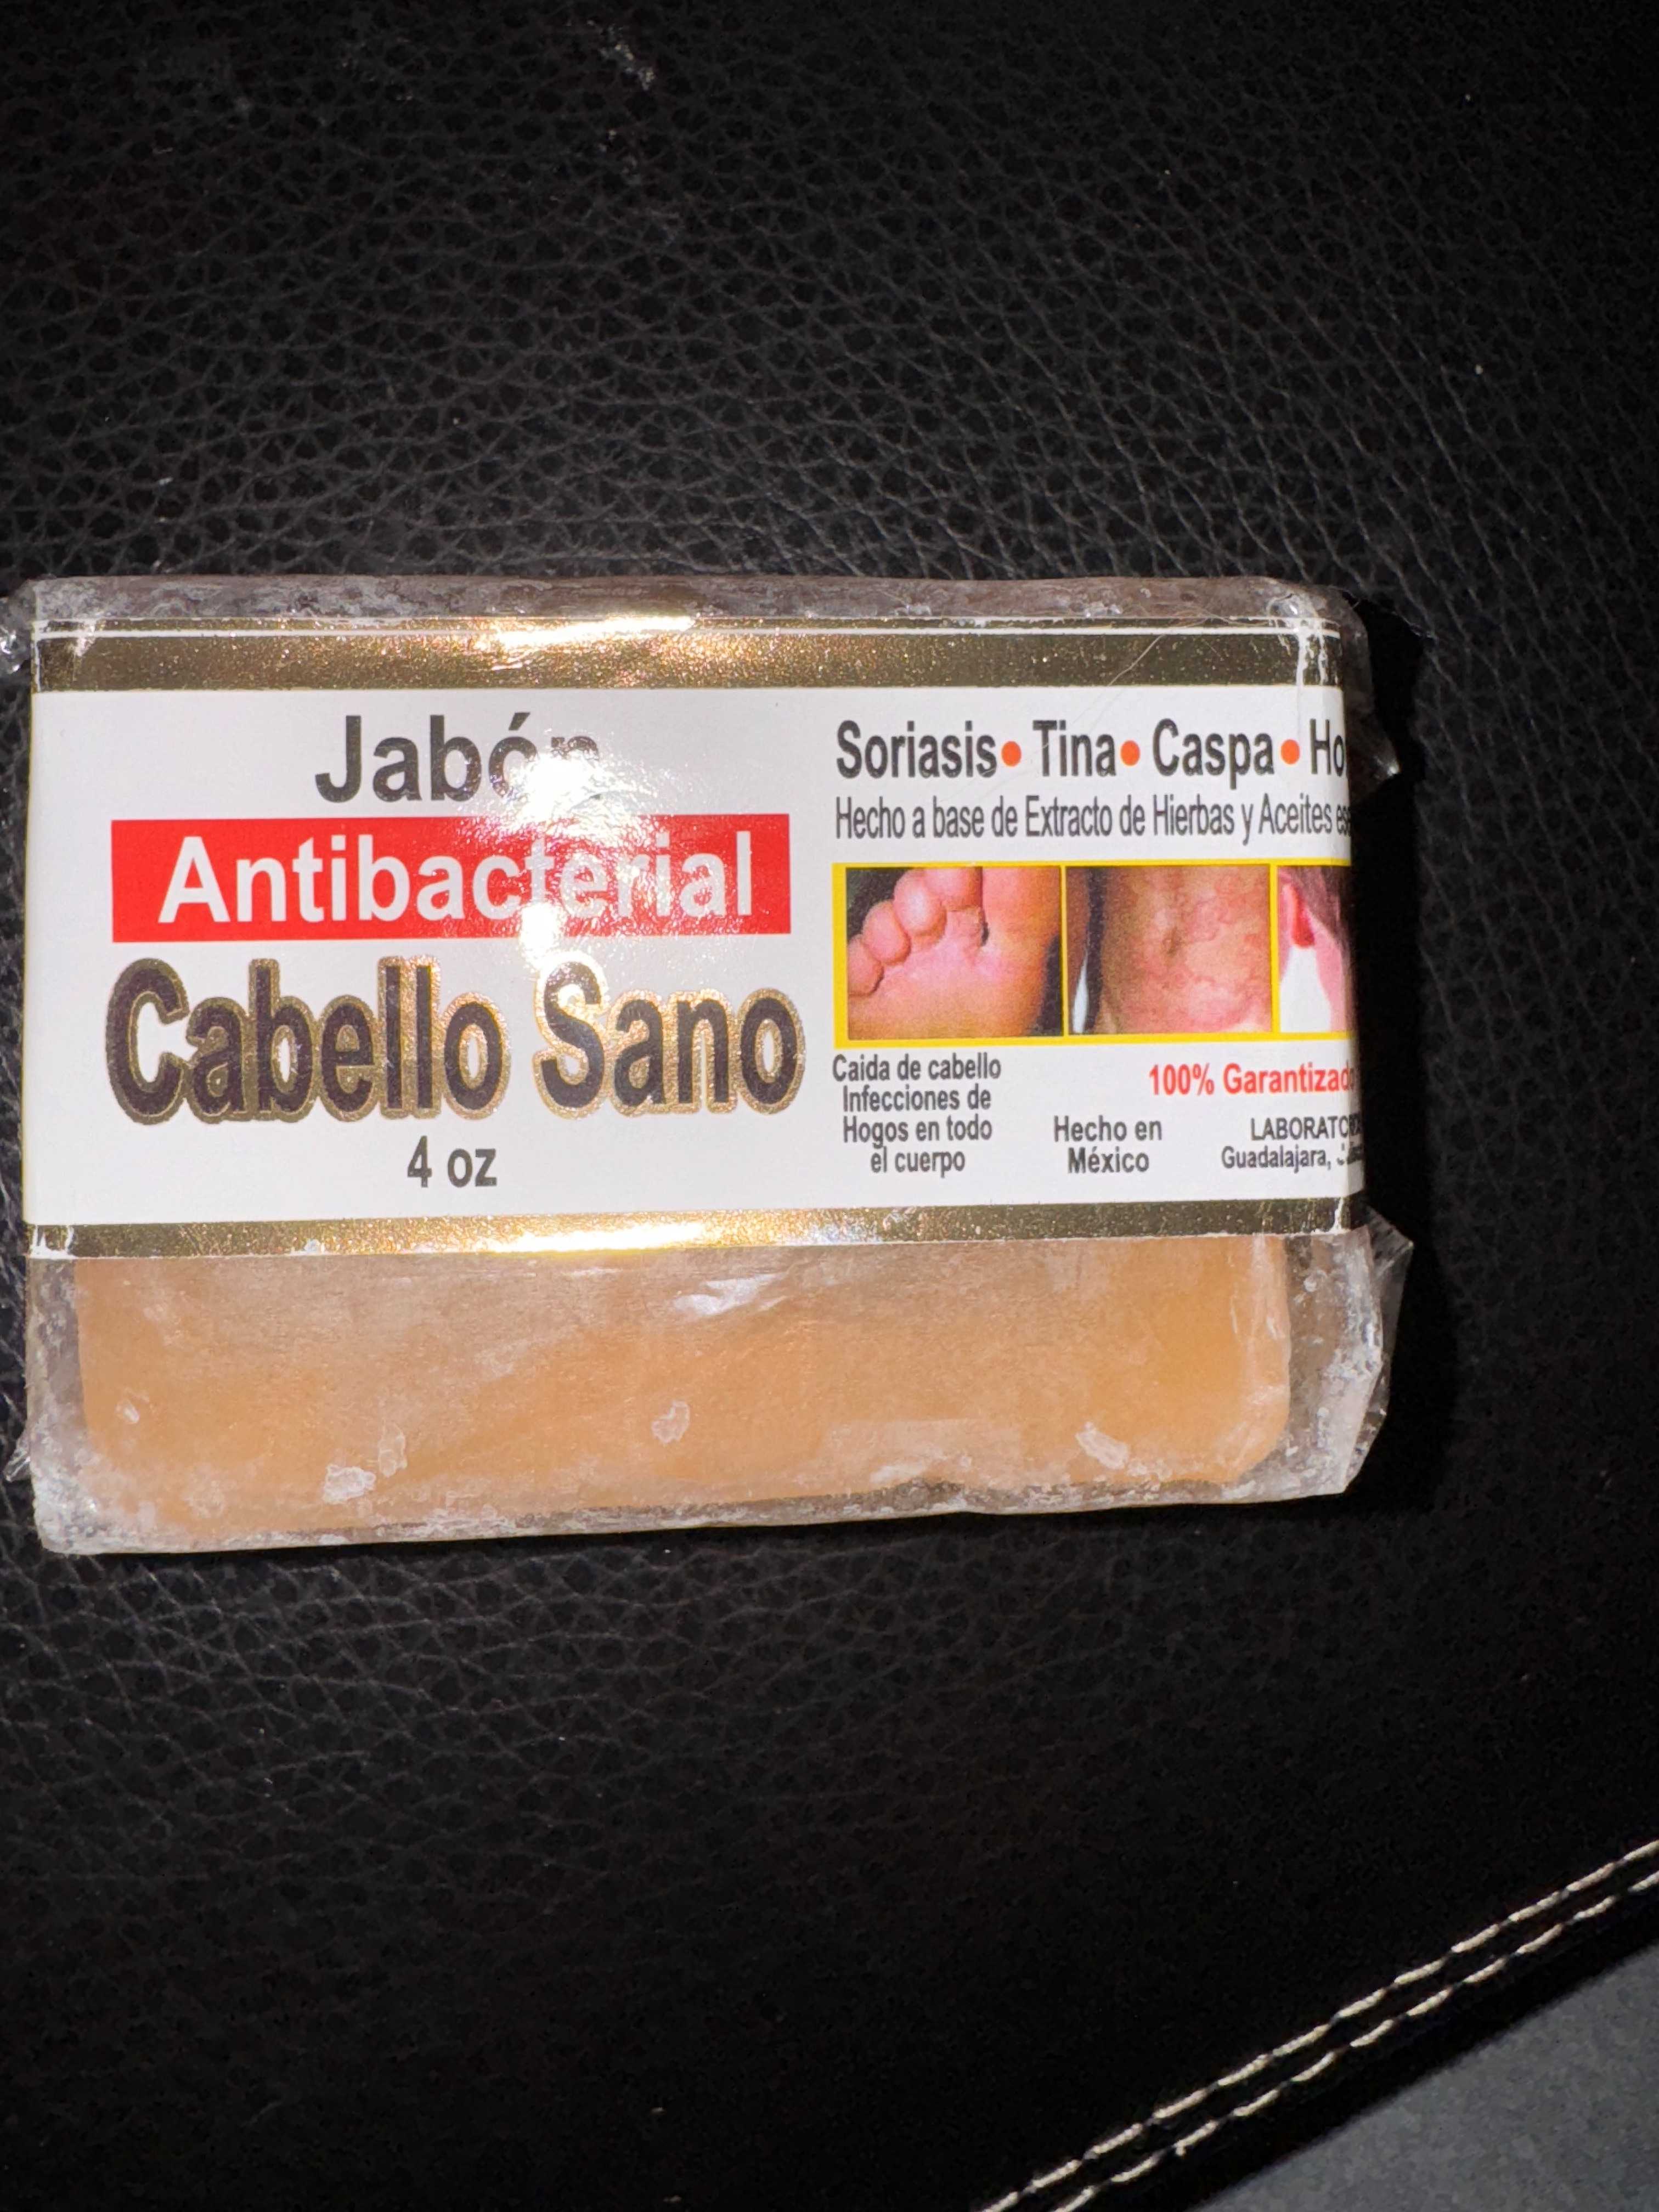 Jabón
Antibacterial
Cabello Sano
4 oz
Soriasis • Tina • Caspa •
Hecho a base de Extracto de Hierbas y Aceites
Caida de cabello
Infecciones de
Hogos en todo
el cuerpo
Hecho en
México
100% Garantizado
Guadalajara,